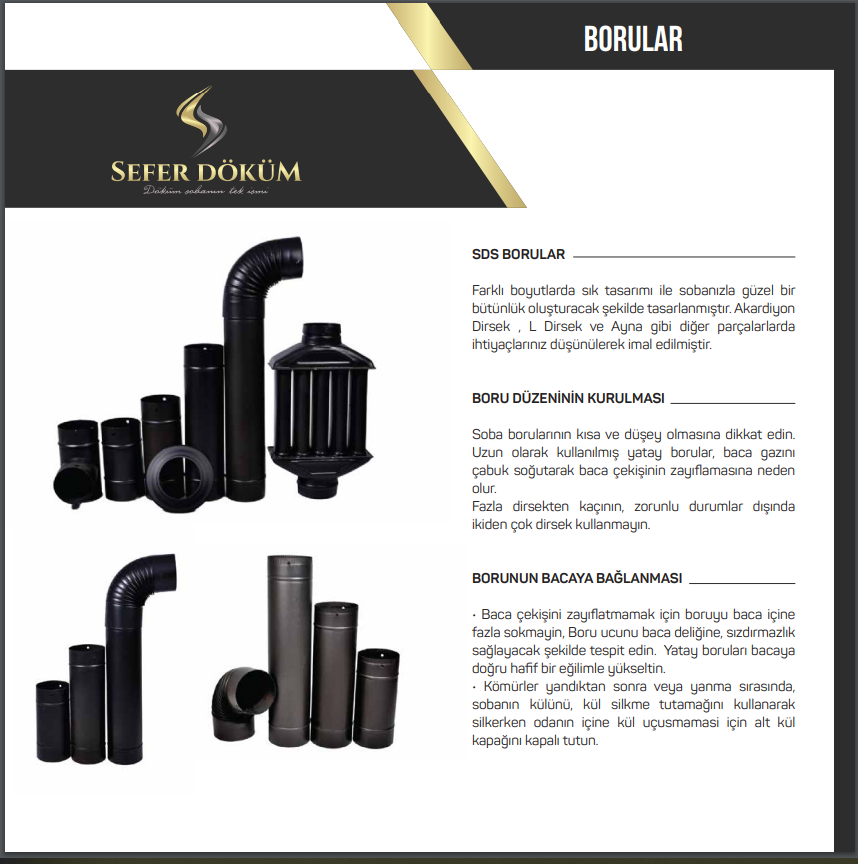 BORULAR
SEFER DÖKÜM
Döküm sobanın tek ismi
SDS BORULAR
Farklı boyutlarda sık tasarımı ile sobanızla güzel bir
bütünlük oluşturacak şekilde tasarlanmıştır. Akardiyon
Dirsek , L Dirsek ve Ayna gibi diğer parçalarlarda
ihtiyaçlarınız düşünülerek imal edilmiştir.
BORU DÜZENİNİN KURULMASI
Soba borularının kısa ve düşey olmasına dikkat edin.
Uzun olarak kullanılmış yatay borular, baca gazını
çabuk soğutarak baca çekişinin zayıflamasına neden
olur.
Fazla dirsekten kaçının, zorunlu durumlar dışında
ikiden çok dirsek kullanmayın.
BORUNUN BACAYA BAĞLANMASI
• Baca çekişini zayıflatmamak için boruyu baca içine
fazla sokmayin, Boru ucunu baca deliğine, sızdırmazlık
sağlayacak şekilde tespit edin. Yatay boruları bacaya
doğru hafif bir eğilimle yükseltin.
• Kömürler yandıktan sonra veya yanma sırasında,
sobanın külünü, kül silkme tutamağını kullanarak
silkerken odanın içine kül uçusmamasi için alt kül
kapağını kapalı tutun.